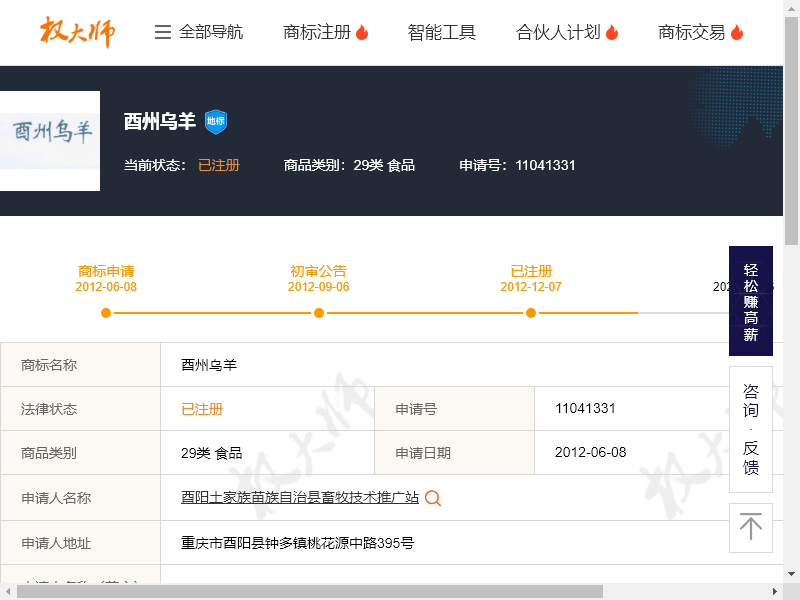 权大师
全部导航 商标注册 智能工具 合伙人计划 商标交易
酉州乌羊
酉州乌羊 地标
当前状态： 已注册 商品类别：29类 食品 申请号：11041331
商标申请 初审公告 已注册
2012-06-08 2012-09-06 2012-12-07
轻松赚高薪
商标名称 酉州乌羊
法律状态 已注册 申请号 11041331
商品类别 29类 食品 申请日期 2012-06-08
咨询·反馈
申请人名称 酉阳土家族苗族自治县畜牧技术推广站
申请人地址 重庆市酉阳县钟多镇桃花源中路395号
权大师